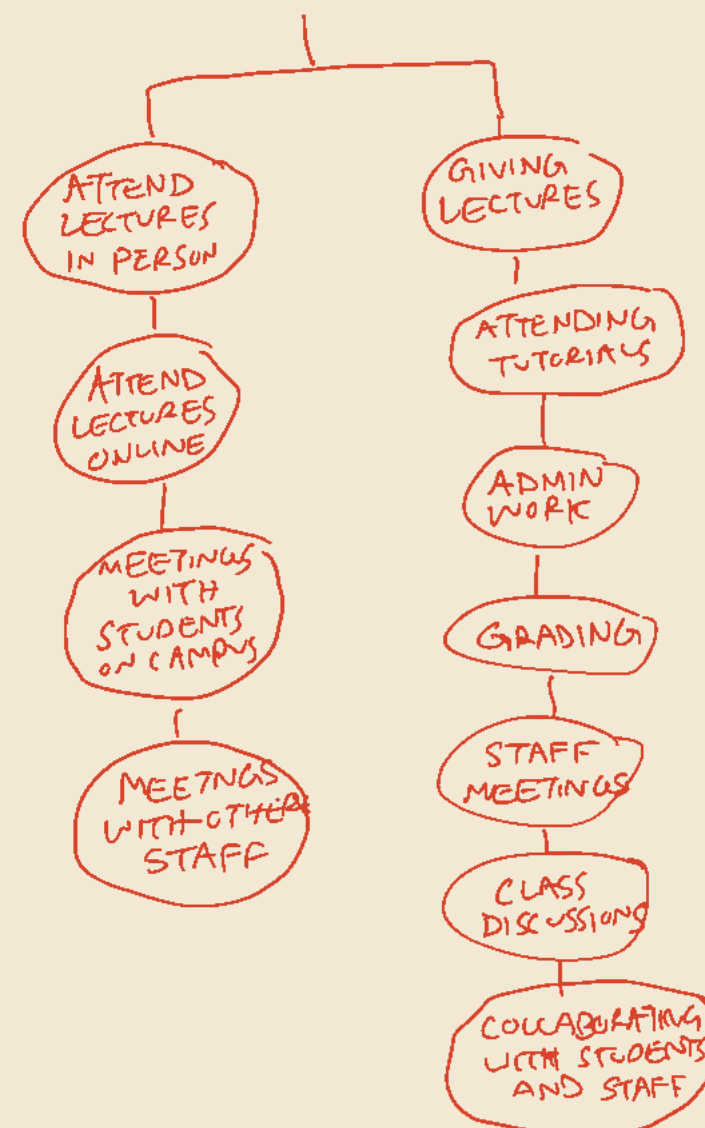 ATTEND
LECTURES
IN PERSON
ATTEND
LECTURES
ONLINE
MEETINGS
WITH
STUDENTS
ON CAMPUS
MEETNGS
WITH OTHER
STAFF
GIVING
LECTURES
ATTENDING
TUTORIALS
ADMIN
WORK
GRADING
STAFF
MEETINGS
CLASS
DISCUSSIONS
COLLABORATING
WITH STUDENTS
AND STAFF